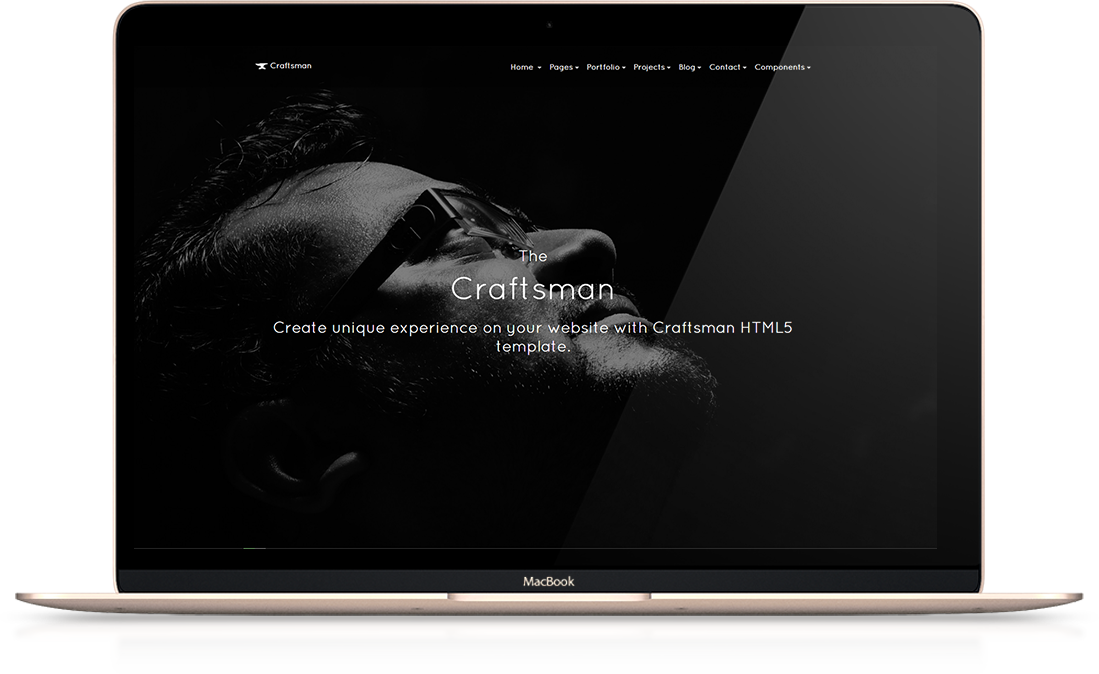 Craftsman
Home Pages Portfolio Projects Blog Contact Components
The
Craftsman
Create unique experience on your website with Craftsman HTML5
template.
MacBook